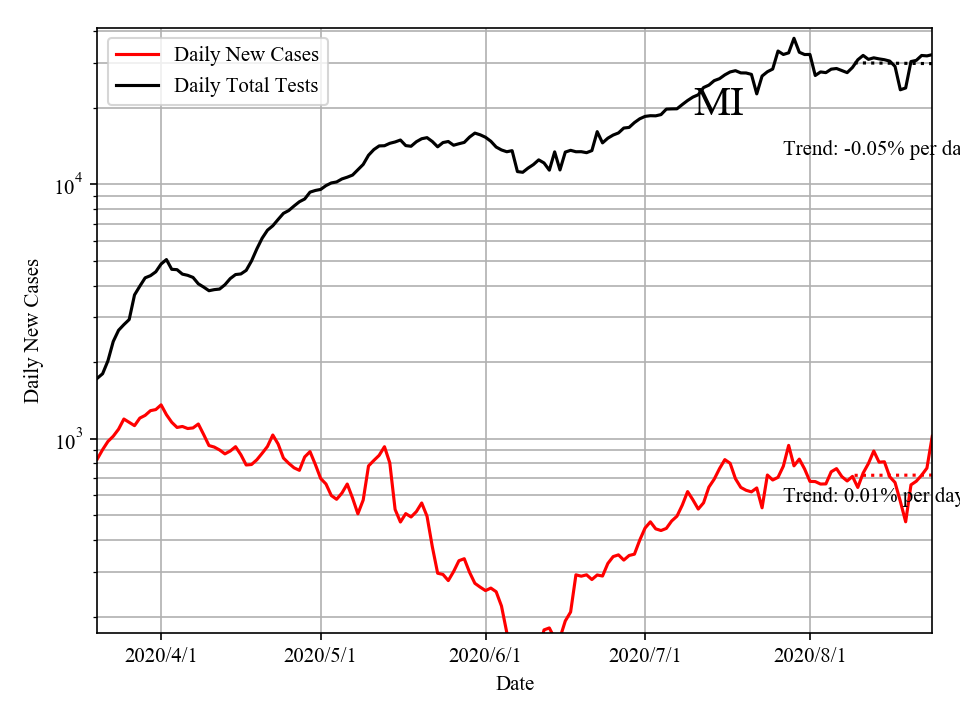 Daily New Cases
Daily Total Tests
MI
Trend: -0.05% per da
Trend: 0.01% per day
10^4
10^3
Daily New Cases
2020/4/1
2020/5/1
2020/6/1
2020/7/1
2020/8/1
Date